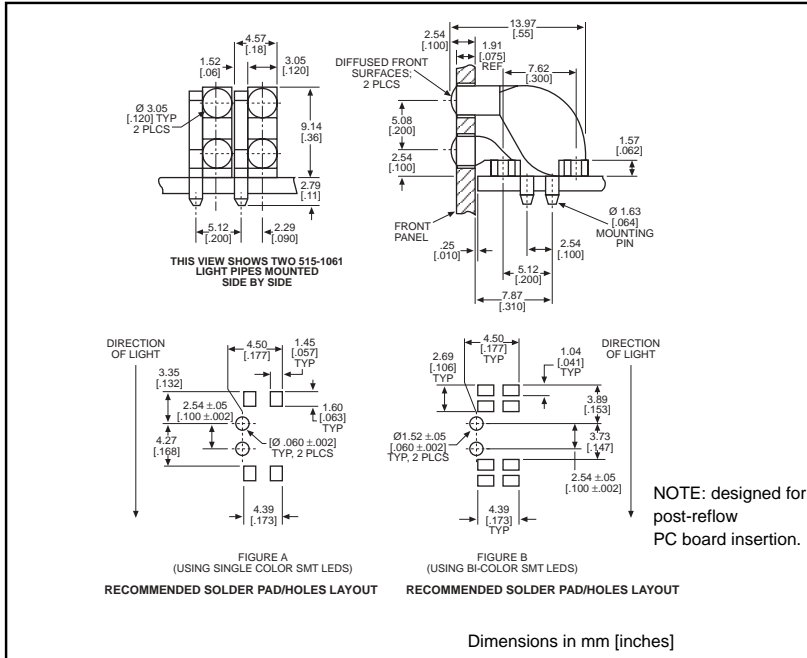 4.57
[.18]
1.52
[.06]
3.05
[.120]
Ø 3.05
[.120] TYP
2 PLCS
9.14
[.36]
2.79
[.11]
5.12
[.200]
2.29
[.090]
THIS VIEW SHOWS TWO 515-1061
LIGHT PIPES MOUNTED
SIDE BY SIDE
13.97
[.55]
2.54
[.100]
1.91
[.075]
REF
7.62
[.300]
DIFFUSED FRONT
SURFACES;
2 PLCS
5.08
[.200]
2.54
[.100]
1.57
[.062]
FRONT
PANEL
Ø 1.63
[.064]
MOUNTING
PIN
.25
[.010]
2.54
[.100]
5.12
[.200]
7.87
[.310]
DIRECTION
OF LIGHT
4.50
[.177]
1.45
[.057]
TYP
3.35
[.132]
2.54 ±.05
[.100 ±.002]
1.60
[.063]
TYP
4.27
[.168]
[Ø .060 ±.002]
TYP, 2 PLCS
4.39
[.173]
FIGURE A
(USING SINGLE COLOR SMT LEDS)
RECOMMENDED SOLDER PAD/HOLES LAYOUT
4.50
[.177]
TYP
DIRECTION
OF LIGHT
2.69
[.106]
TYP
1.04
[.041]
TYP
3.89
[.153]
Ø1.52 ±.05
[.060 ±.002]
TYP, 2 PLCS
3.73
[.147]
2.54 ±.05
[.100 ±.002]
4.39
[.173]
TYP
FIGURE B
(USING BI-COLOR SMT LEDS)
RECOMMENDED SOLDER PAD/HOLES LAYOUT
NOTE: designed for
post-reflow
PC board insertion.
Dimensions in mm [inches]